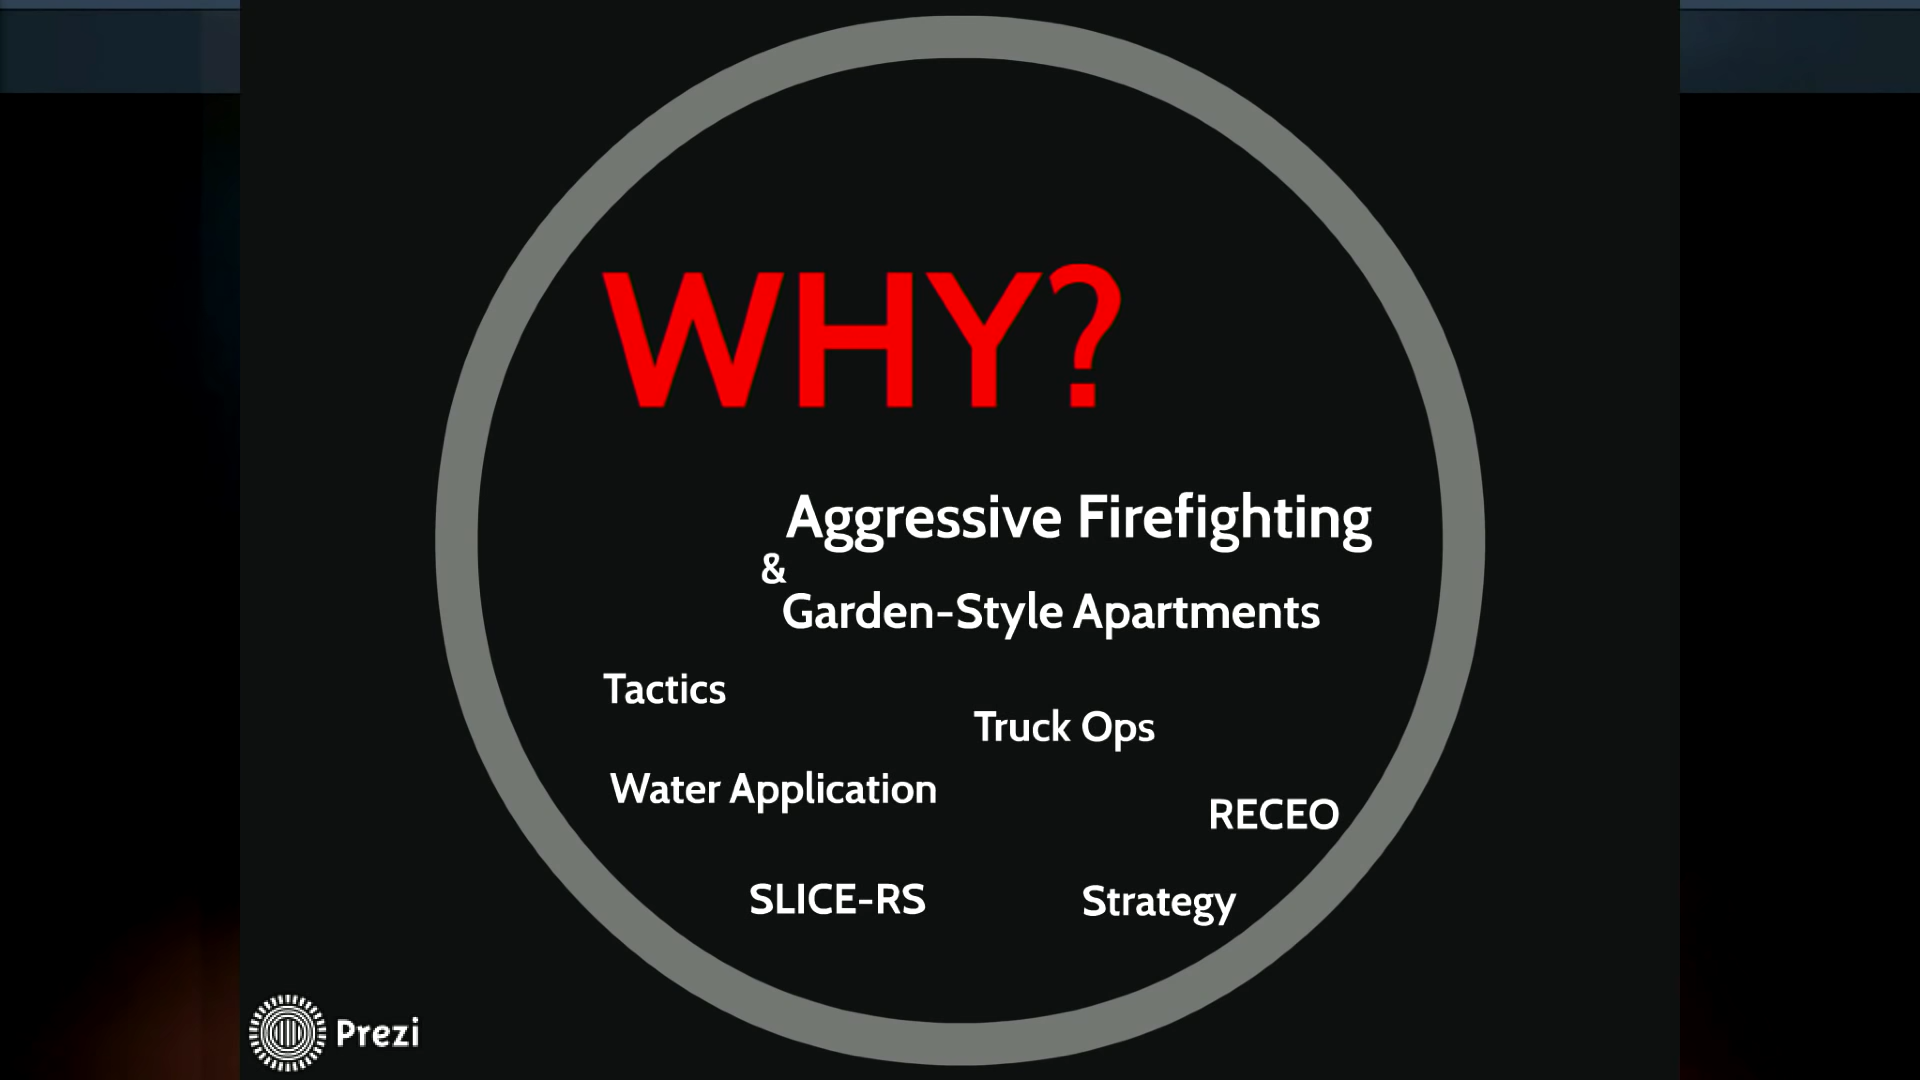 WHY?
Aggressive Firefighting
&
Garden-Style Apartments
Tactics
Truck Ops
Water Application
RECEO
SLICE-RS
Strategy
Prezi